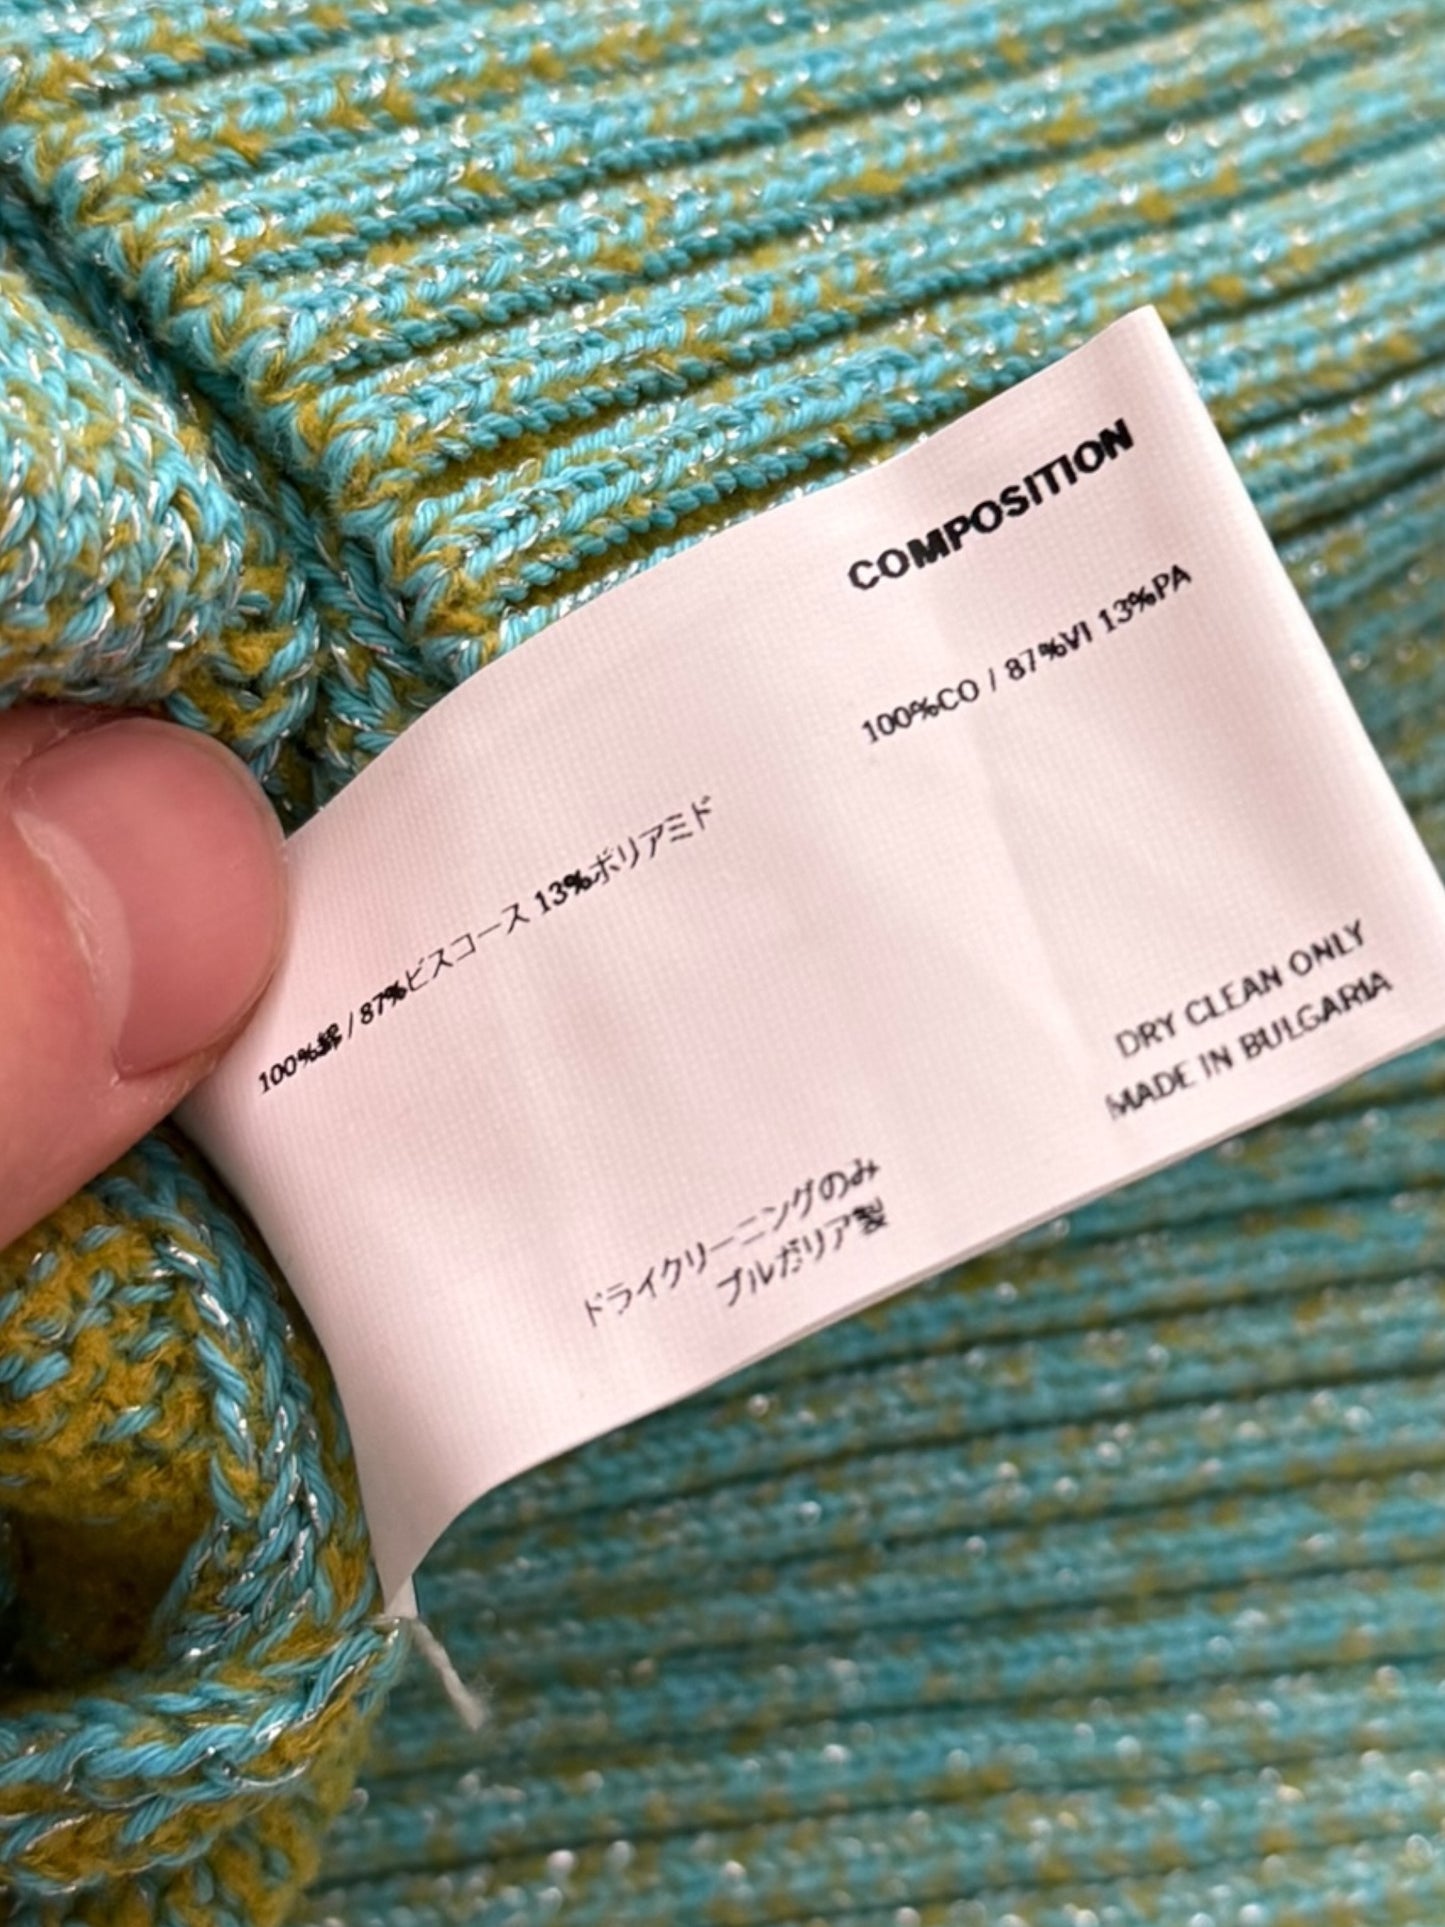 COMPOSITION
100%CO / 87%VI 13%PA
100%綿 / 87%ビスコース 13%ポリアミド
DRY CLEAN ONLY
MADE IN BULGARIA
ドライクリーニングのみ
ブルガリア製